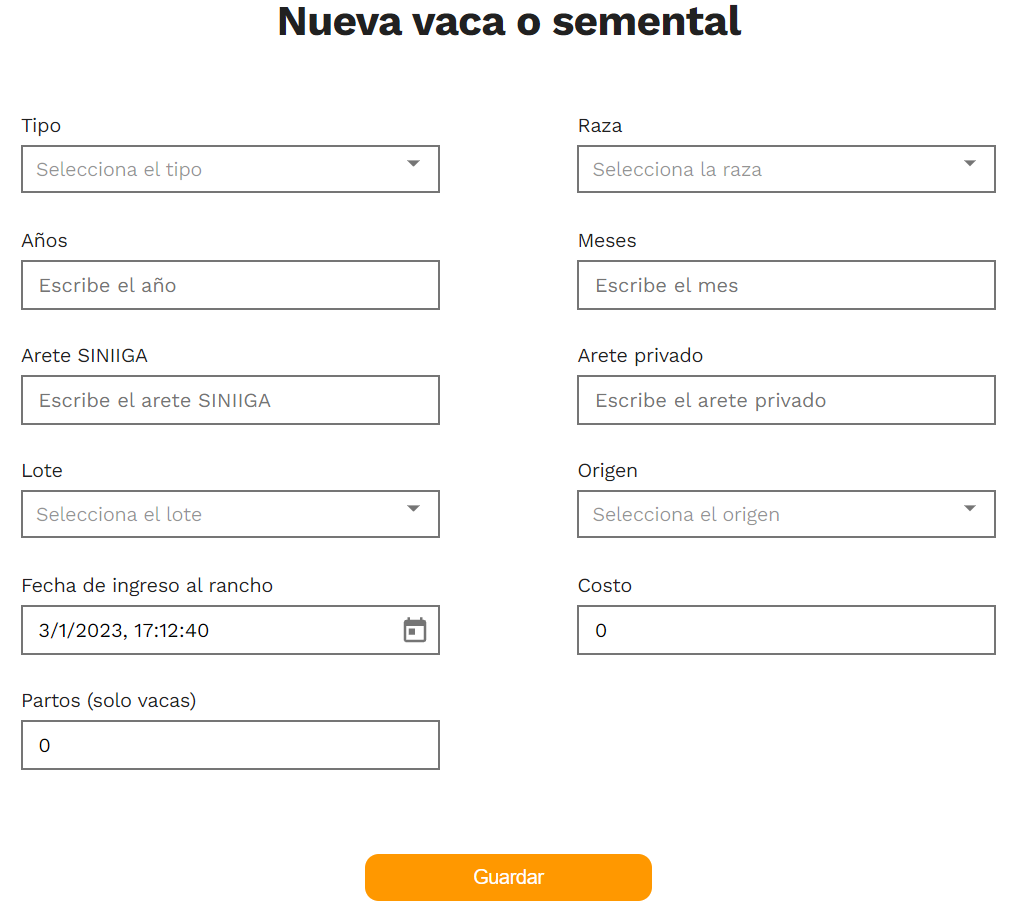 Nueva vaca o semental
Tipo
Selecciona el tipo
Raza
Selecciona la raza
Años
Escribe el año
Meses
Escribe el mes
Arete SINIIGA
Escribe el arete SINIIGA
Arete privado
Escribe el arete privado
Lote
Selecciona el lote
Origen
Selecciona el origen
Fecha de ingreso al rancho
3/1/2023, 17:12:40
Costo
0
Partos (solo vacas)
0
Guardar